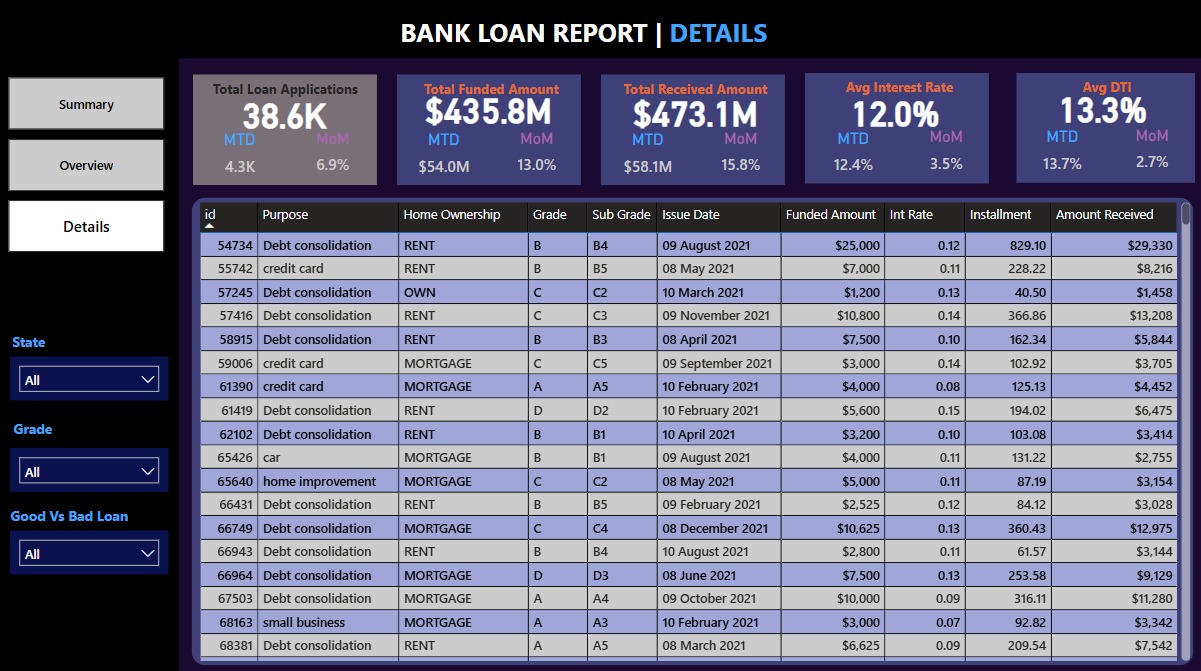 BANK LOAN REPORT | DETAILS
Summary
Overview
Details
Total Loan Applications
38.6K
MTD MoM
4.3K 6.9%
Total Funded Amount
$435.8M
MTD MoM
$54.0M 13.0%
Total Received Amount
$473.1M
MTD MoM
$58.1M 15.8%
Avg Interest Rate
12.0%
MTD MoM
12.4% 3.5%
Avg DTI
13.3%
MTD MoM
13.7% 2.7%
State
All
Grade
All
Good Vs Bad Loan
All
id Purpose Home Ownership Grade Sub Grade Issue Date Funded Amount Int Rate Installment Amount Received
54734 Debt consolidation RENT B B4 09 August 2021 $25,000 0.12 829.10 $29,330
55742 credit card RENT B B5 08 May 2021 $7,000 0.11 228.22 $8,216
57245 Debt consolidation OWN C C2 10 March 2021 $1,200 0.13 40.50 $1,458
57416 Debt consolidation RENT C C3 09 November 2021 $10,800 0.14 366.86 $13,208
58915 Debt consolidation RENT B B3 08 April 2021 $7,500 0.10 162.34 $5,844
59006 credit card MORTGAGE C C5 09 September 2021 $3,000 0.14 102.92 $3,705
61390 credit card MORTGAGE A A5 10 February 2021 $4,000 0.08 125.13 $4,452
61419 Debt consolidation RENT D D2 10 February 2021 $5,600 0.15 194.02 $6,475
62102 Debt consolidation RENT B B1 10 April 2021 $3,200 0.10 103.08 $3,414
65426 car MORTGAGE B B1 09 August 2021 $4,000 0.11 131.22 $2,755
65640 home improvement MORTGAGE C C2 08 May 2021 $5,000 0.11 87.19 $3,154
66431 Debt consolidation RENT B B5 09 February 2021 $2,525 0.12 84.12 $3,028
66749 Debt consolidation MORTGAGE C C4 08 December 2021 $10,625 0.13 360.43 $12,975
66943 Debt consolidation RENT B B4 10 August 2021 $2,800 0.11 61.57 $3,144
66964 Debt consolidation MORTGAGE D D3 08 June 2021 $7,500 0.13 253.58 $9,129
67503 Debt consolidation MORTGAGE A A4 09 October 2021 $10,000 0.09 316.11 $11,280
68163 small business MORTGAGE A A3 10 February 2021 $3,000 0.07 92.82 $3,342
68381 Debt consolidation RENT A A5 08 March 2021 $6,625 0.09 209.54 $7,542